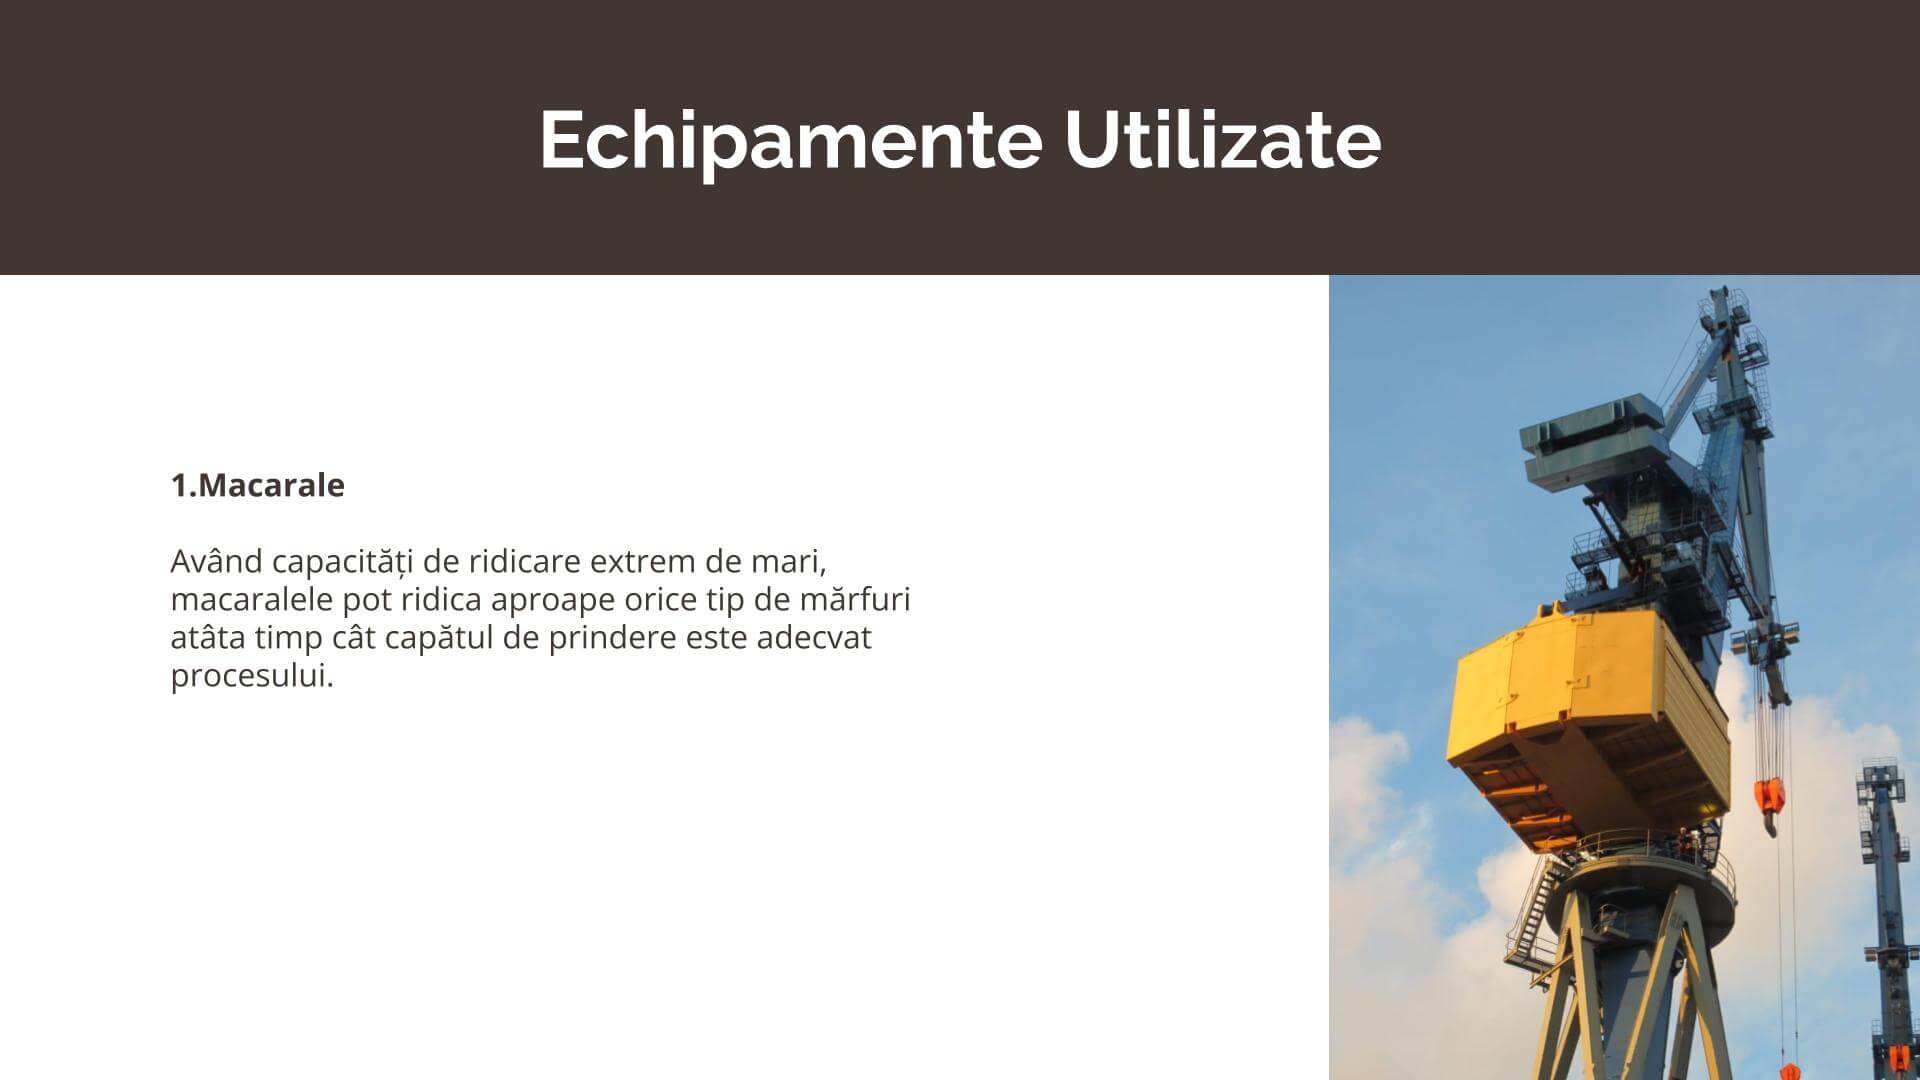 Echipamente Utilizate
1.Macarale
Având capacități de ridicare extrem de mari,
macaralele pot ridica aproape orice tip de mărfuri
atâta timp cât capătul de prindere este adecvat
procesului.